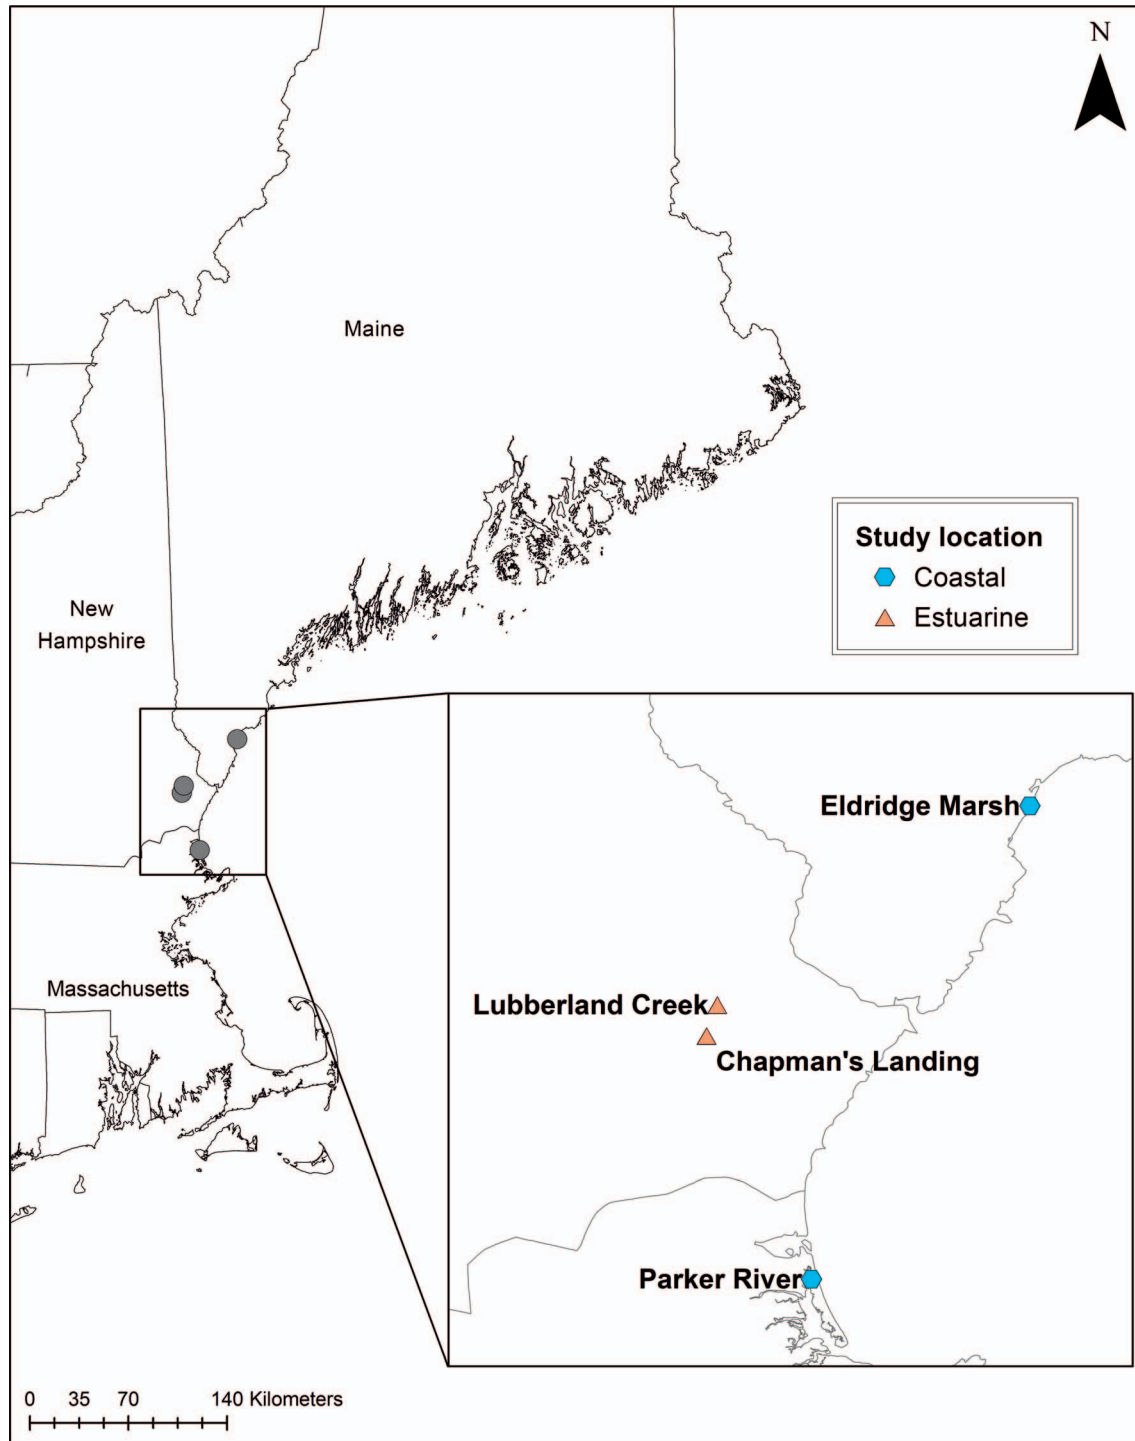 N
Maine
New
Hampshire
Study location
Coastal
Estuarine
Eldridge Marsh
Lubberland Creek
Chapman's Landing
Massachusetts
Parker River
0 35 70 140 Kilometers